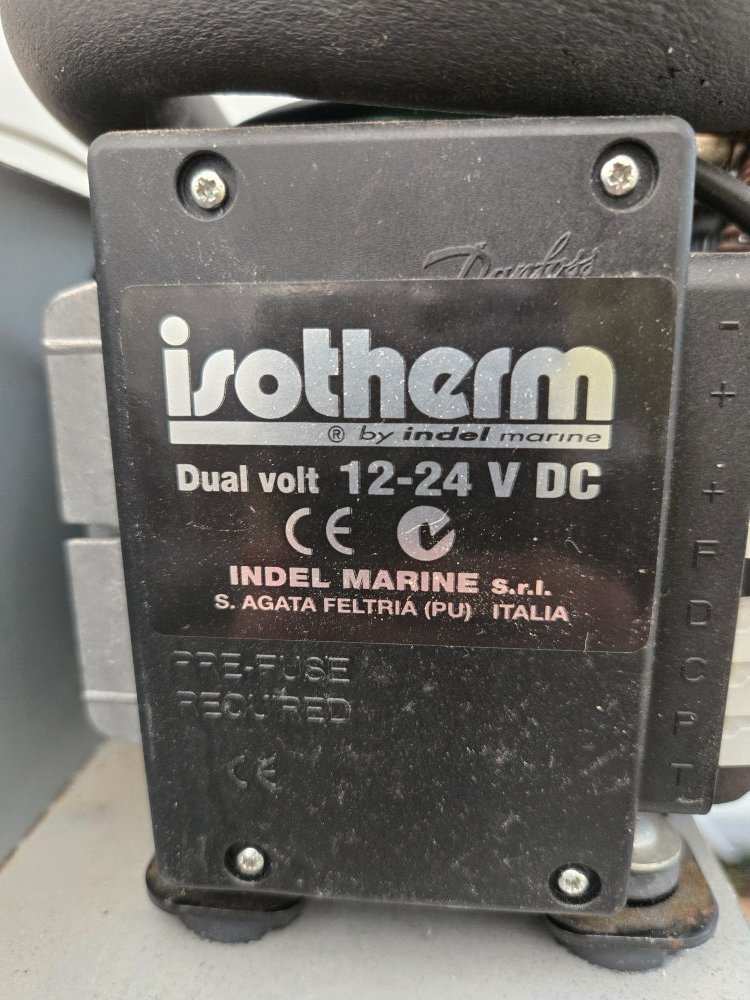 Danfoss
isotherm
® by indel marine
Dual volt 12-24 V DC
CE
INDEL MARINE s.r.l.
S. AGATA FELTRIA (PU) ITALIA
PRE-FUSE
REQUIRED
CE
-
+
+
F
D
C
P
T